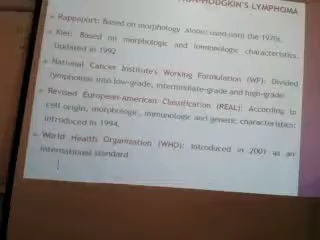 NON-HODGKIN'S LYMPHOMA
Rappaport: Based on morphology alone; used until the 1970s.
Kiel: Based on morphologic and immunologic characteristics.
Updated in 1992
National Cancer Institute's Working Formulation (WF): Divided
lymphomas into low-grade, intermediate-grade and high-grade
Revised European-American Classification (REAL): According to
cell origin, morphologic, immunologic and genetic characteristics;
introduced in 1994.
World Health Organization (WHO): Introduced in 2001 as an
international standard